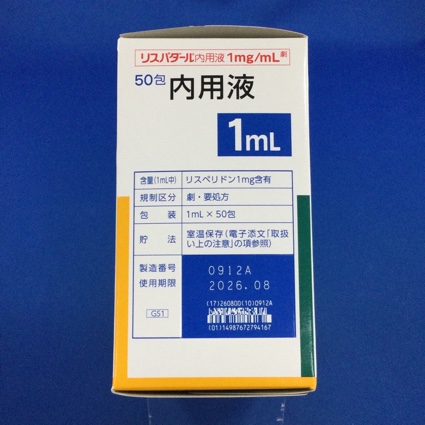 リスパダール内用液1mg/mL 劇
50包 内用液
1mL
含量(1mL中) リスペリドン1mg含有
規制区分 劇・要処方
包装 1mL×50包
貯法 室温保存(電子添文「取扱
い上の注意」の項参照)
製造番号 0912A
使用期限 2026.08
(17)260800(10)0912A
G51
(01)14987672794167